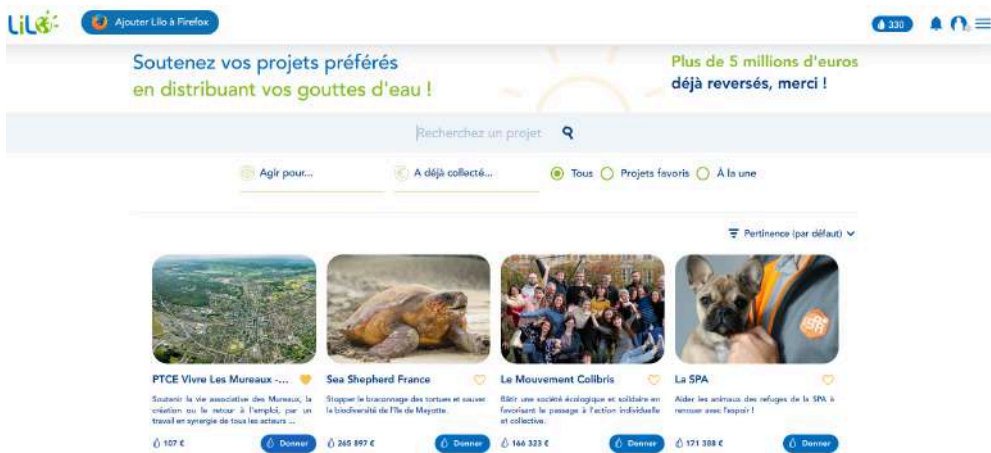 LiLO
Ajouter Lilo à Firefox
330
Soutenez vos projets préférés
en distribuant vos gouttes d'eau !
Plus de 5 millions d'euros
déjà reversés, merci !
Recherchez un projet
Agir pour...
A déjà collecté...
Tous
Projets favoris
À la une
Pertinence (par défaut)
PTCE Vivre Les Mureaux -...
Soutenir la vie associative des Mureaux, la
création ou le retour à l'emploi, par un
travail en synergie de tous les acteurs ...
107 €
Donner
Sea Shepherd France
Stopper le braconnage des tortues et sauver
la biodiversité de l'île de Mayotte.
265 897 €
Donner
Le Mouvement Colibris
Bâtir une société écologique et solidaire en
favorisant le passage à l'action individuelle
et collective.
166 323 €
Donner
La SPA
Aider les animaux des refuges de la SPA à
renouer avec l'espoir !
171 388 €
Donner